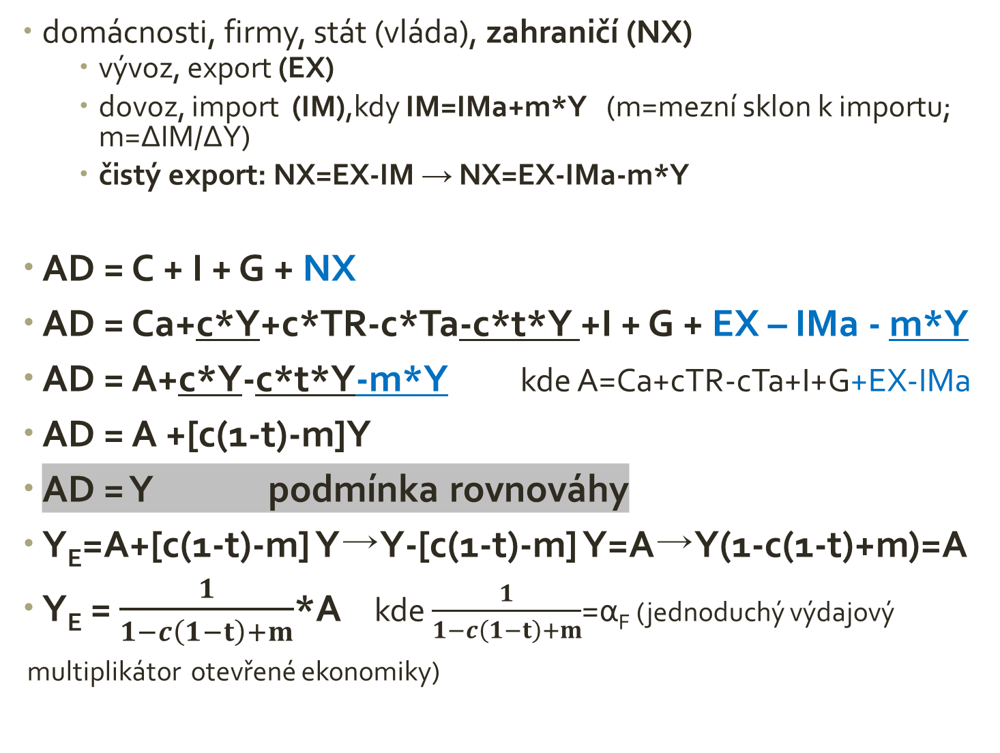 • domácnosti, firmy, stát (vláda), zahraničí (NX)
• vývoz, export (EX)
• dovoz, import (IM),kdy IM=IMa+m*Y (m=mezní sklon k importu;
m=ΔIM/ΔY)
• čistý export: NX=EX-IM → NX=EX-IMa-m*Y
• AD = C + I + G + NX
• AD = Ca+c*Y+c*TR-c*Ta-c*t*Y +I + G + EX – IMa - m*Y
• AD = A+c*Y-c*t*Y-m*Y kde A=Ca+cTR-cTa+I+G+EX-IMa
• AD = A +[c(1-t)-m]Y
• AD = Y podmínka rovnováhy
• Y_E=A+[c(1-t)-m] Y→Y-[c(1-t)-m] Y=A→Y(1-c(1-t)+m)=A
• Y_E = 1/(1−c(1−t)+m) *A kde 1/(1−c(1−t)+m) =α_F (jednoduchý výdajový
multiplikátor otevřené ekonomiky)